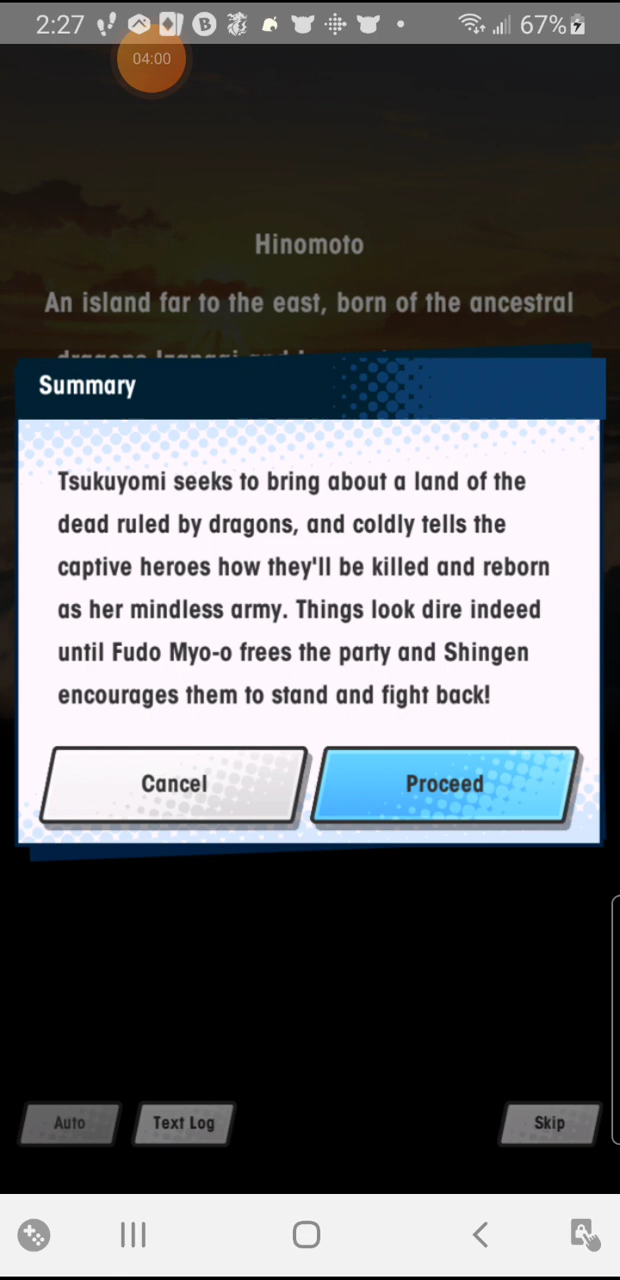 2:27
67%
04:00
Hinomoto
An island far to the east, born of the ancestral
Summary
Tsukuyomi seeks to bring about a land of the
dead ruled by dragons, and coldly tells the
captive heroes how they'll be killed and reborn
as her mindless army. Things look dire indeed
until Fudo Myo-o frees the party and Shingen
encourages them to stand and fight back!
Cancel
Proceed
Auto
Text Log
Skip